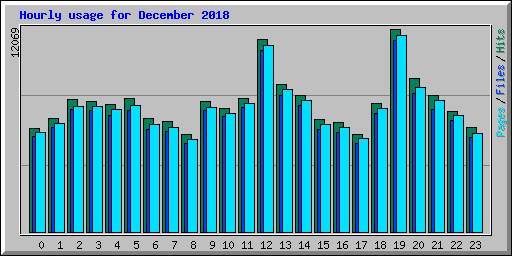 Hourly usage for December 2018
12069
Pages/Files/Hits
0 1 2 3 4 5 6 7 8 9 10 11 12 13 14 15 16 17 18 19 20 21 22 23